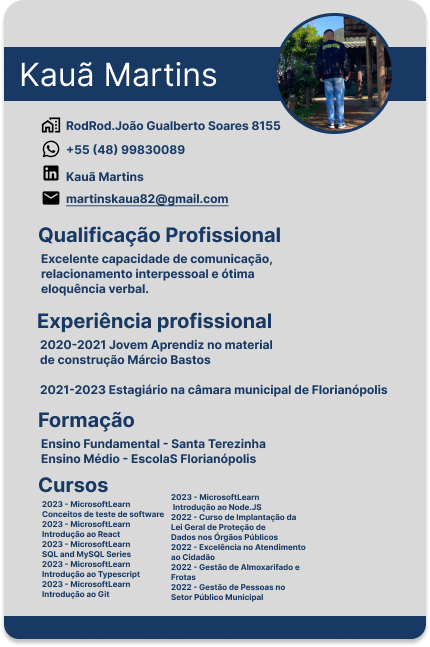 Kauã Martins
RodRod.João Gualberto Soares 8155
+55 (48) 99830089
Kauã Martins
martinskaua82@gmail.com
Qualificação Profissional
Excelente capacidade de comunicação,
relacionamento interpessoal e ótima
eloquência verbal.
Experiência profissional
2020-2021 Jovem Aprendiz no material
de construção Márcio Bastos
2021-2023 Estagiário na câmara municipal de Florianópolis
Formação
Ensino Fundamental - Santa Terezinha
Ensino Médio - EscolaS Florianópolis
Cursos
2023 - MicrosoftLearn
Conceitos de teste de software
2023 - MicrosoftLearn
Introdução ao React
2023 - MicrosoftLearn
SQL and MySQL Series
2023 - MicrosoftLearn
Introdução ao Typescript
2023 - MicrosoftLearn
Introdução ao Git
2023 - MicrosoftLearn
Introdução ao Node.JS
2022 - Curso de Implantação da
Lei Geral de Proteção de
Dados nos Órgãos Públicos
2022 - Excelência no Atendimento
ao Cidadão
2022 - Gestão de Almoxarifado e
Frotas
2022 - Gestão de Pessoas no
Setor Público Municipal